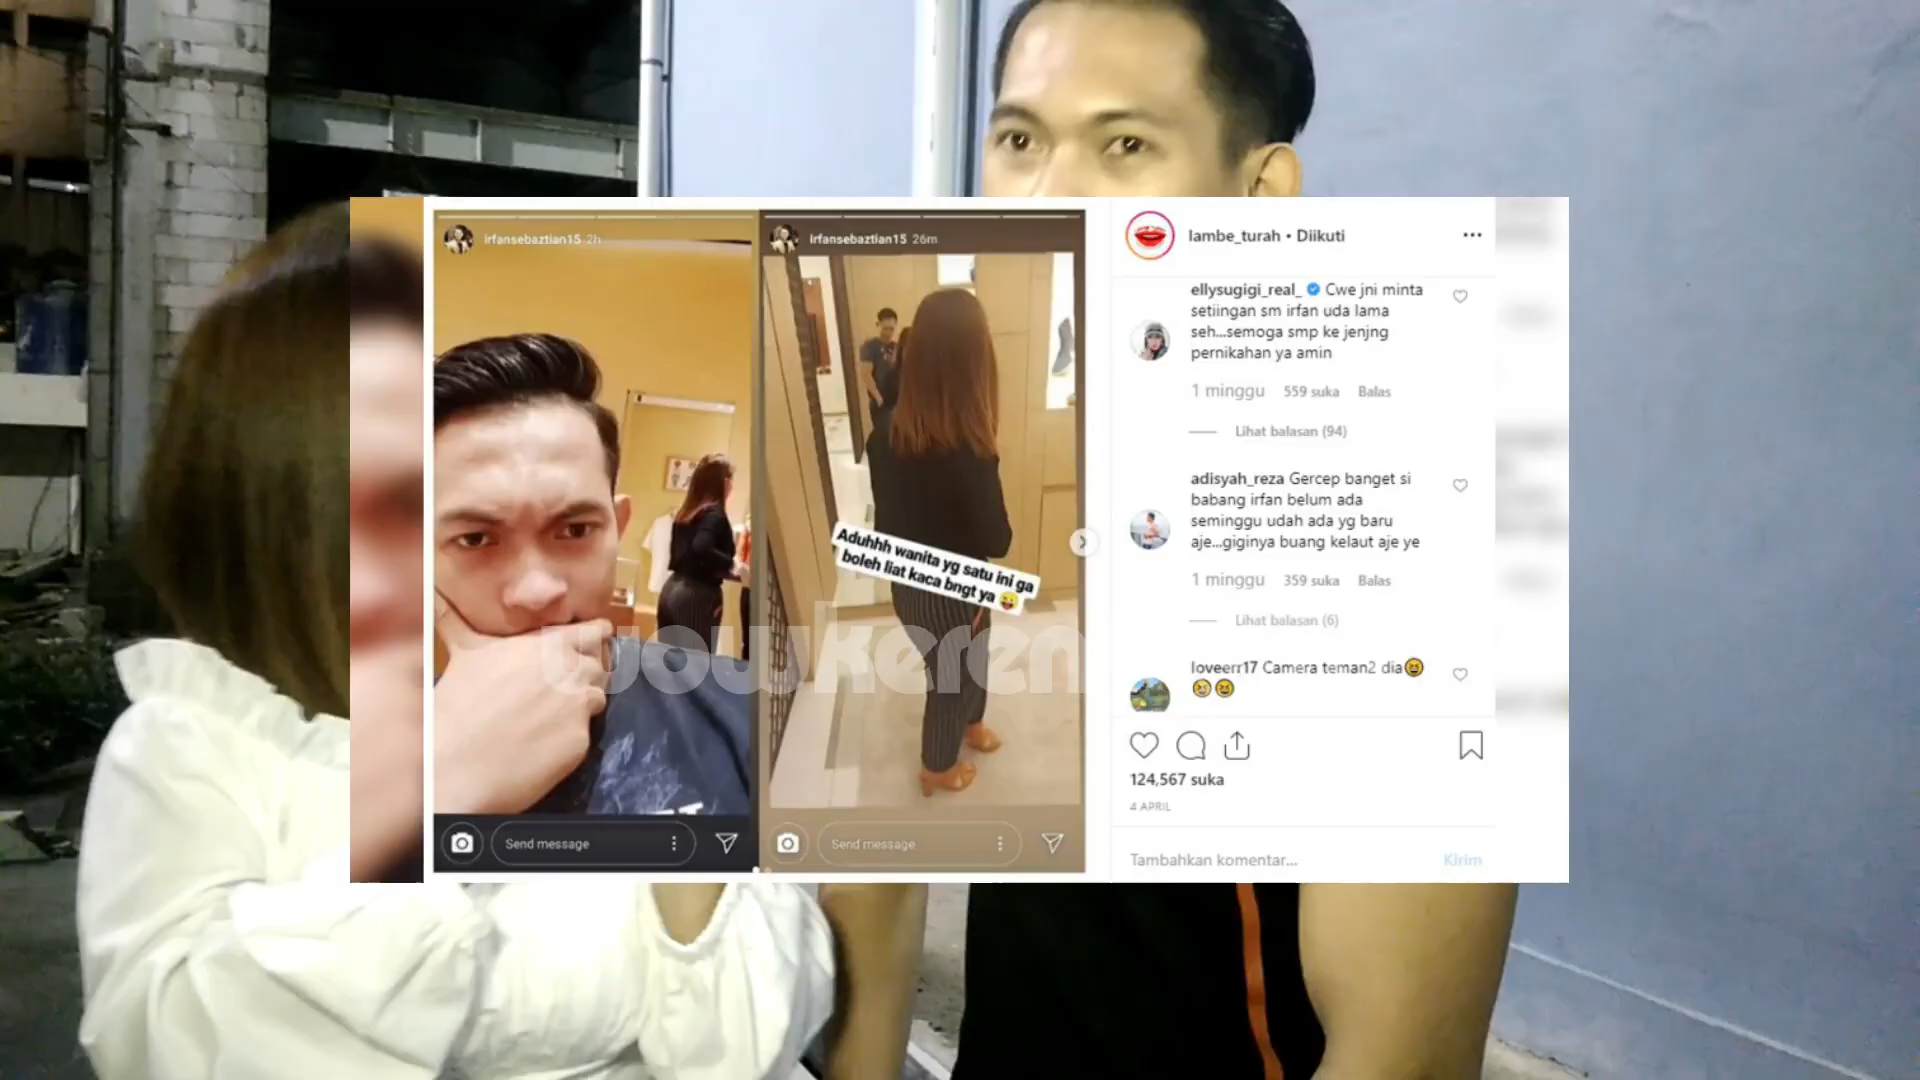 irfansebaztian15 2h
irfansebaztian15 26m
Aduhhh wanita yg satu ini ga
boleh liat kaca bngt ya 😝
wowkeren
Send message
Send message
lambe_turah • Diikuti
ellysugigi_real_ Cwe jni minta
setiingan sm irfan uda lama
seh...semoga smp ke jenjng
pernikahan ya amin
1 minggu 559 suka Balas
Lihat balasan (94)
adisyah_reza Gercep banget si
babang irfan belum ada
seminggu udah ada yg baru
aje...giginya buang kelaut aje ye
1 minggu 359 suka Balas
Lihat balasan (6)
loveerr17 Camera teman2 dia😆
😆😆
124,567 suka
4 APRIL
Tambahkan komentar... Kirim